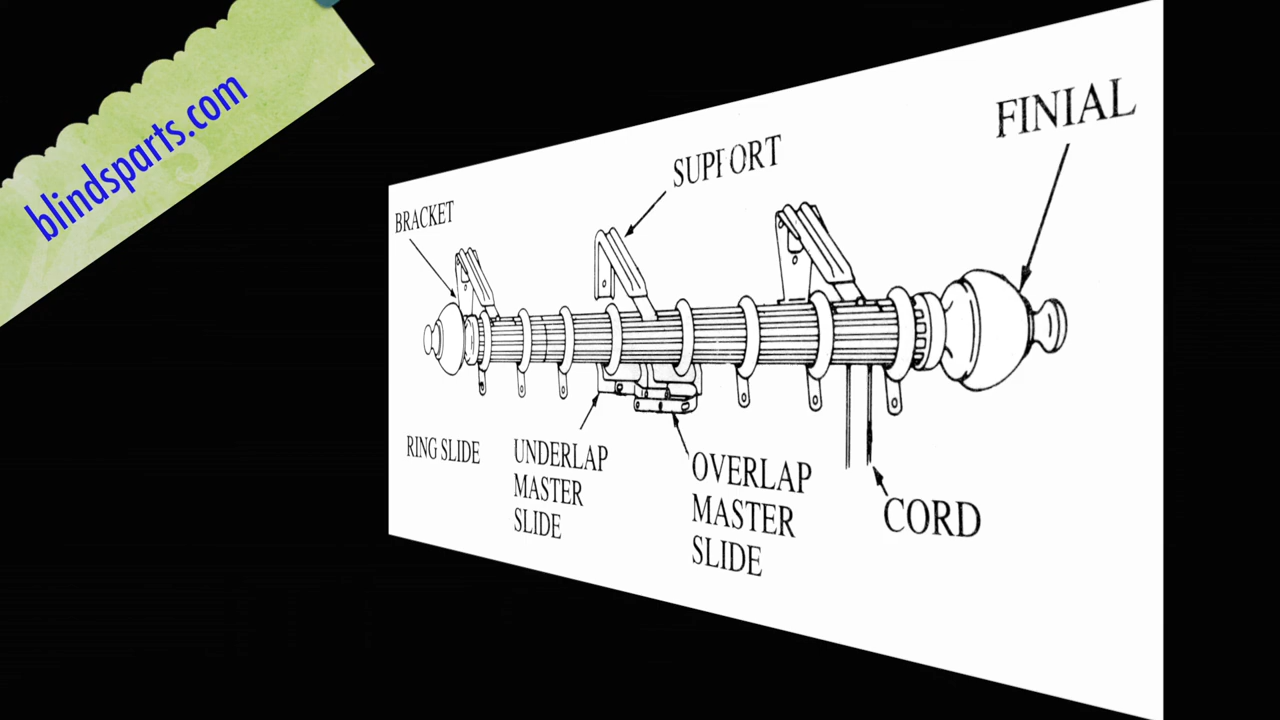 blindsparts.com
FINIAL
SUPPORT
BRACKET
RING SLIDE
UNDERLAP
MASTER
SLIDE
OVERLAP
MASTER
SLIDE
CORD